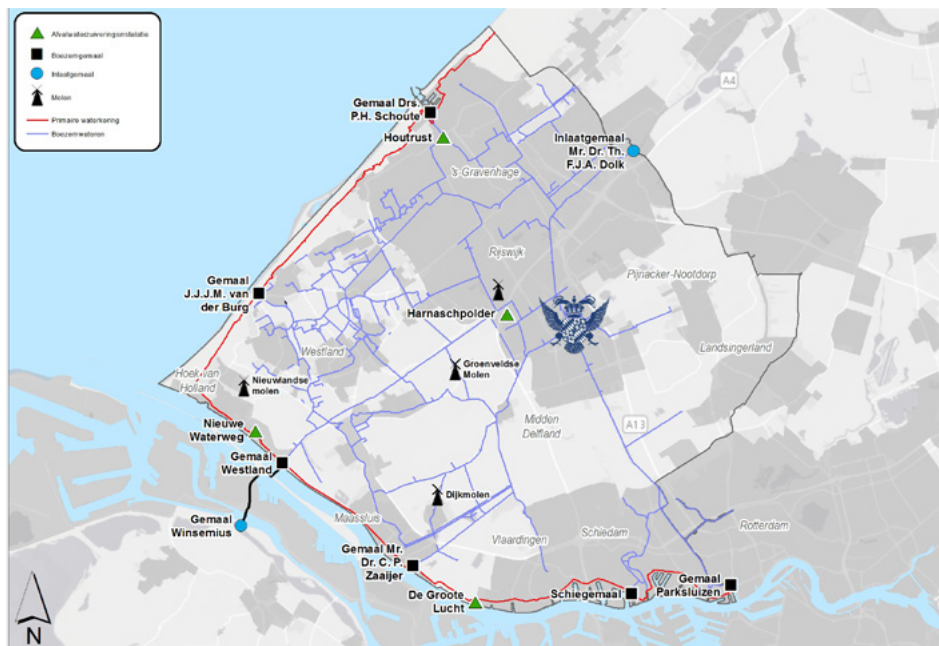 Afvalwaterzuiveringsinstallatie
Boezemgemaal
Inlaatgemaal
Molen
Primaire waterkering
Boezemwateren
A4
Gemaal Drs.
P.H. Schoute
Houtrust
Inlaatgemaal
Mr. Dr. Th.
F.J.A. Dolk
's-Gravenhage
Rijswijk
Pijnacker-Nootdorp
Gemaal
J.J.J.M. van
der Burg
Harnaschpolder
Westland
Lansingerland
Groenveldse
Molen
Hoek van
Holland
Nieuwlandse
molen
Midden
Delfland
A13
Nieuwe
Waterweg
Gemaal
Westland
Dijkmolen
Maassluis
Gemaal
Winsemius
Vlaardingen
Schiedam
Rotterdam
Gemaal Mr.
Dr. C. P.
Zaaijer
De Groote
Lucht
Schiegemaal
Gemaal
Parksluizen
N